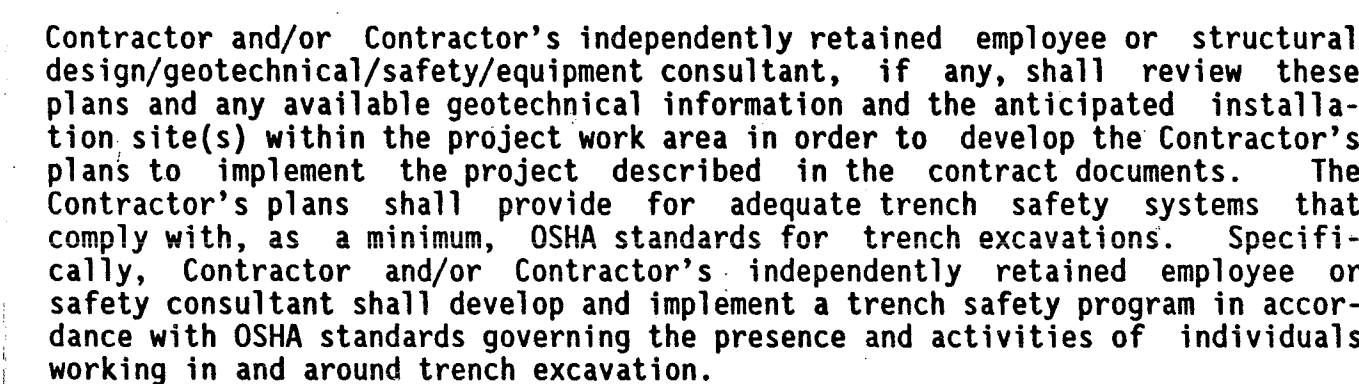 Contractor and/or Contractor's independently retained employee or structural
design/geotechnical/safety/equipment consultant, if any, shall review these
plans and any available geotechnical information and the anticipated installa-
tion site(s) within the project work area in order to develop the Contractor's
plans to implement the project described in the contract documents. The
Contractor's plans shall provide for adequate trench safety systems that
comply with, as a minimum, OSHA standards for trench excavations. Specifi-
cally, Contractor and/or Contractor's independently retained employee or
safety consultant shall develop and implement a trench safety program in accor-
dance with OSHA standards governing the presence and activities of individuals
working in and around trench excavation.